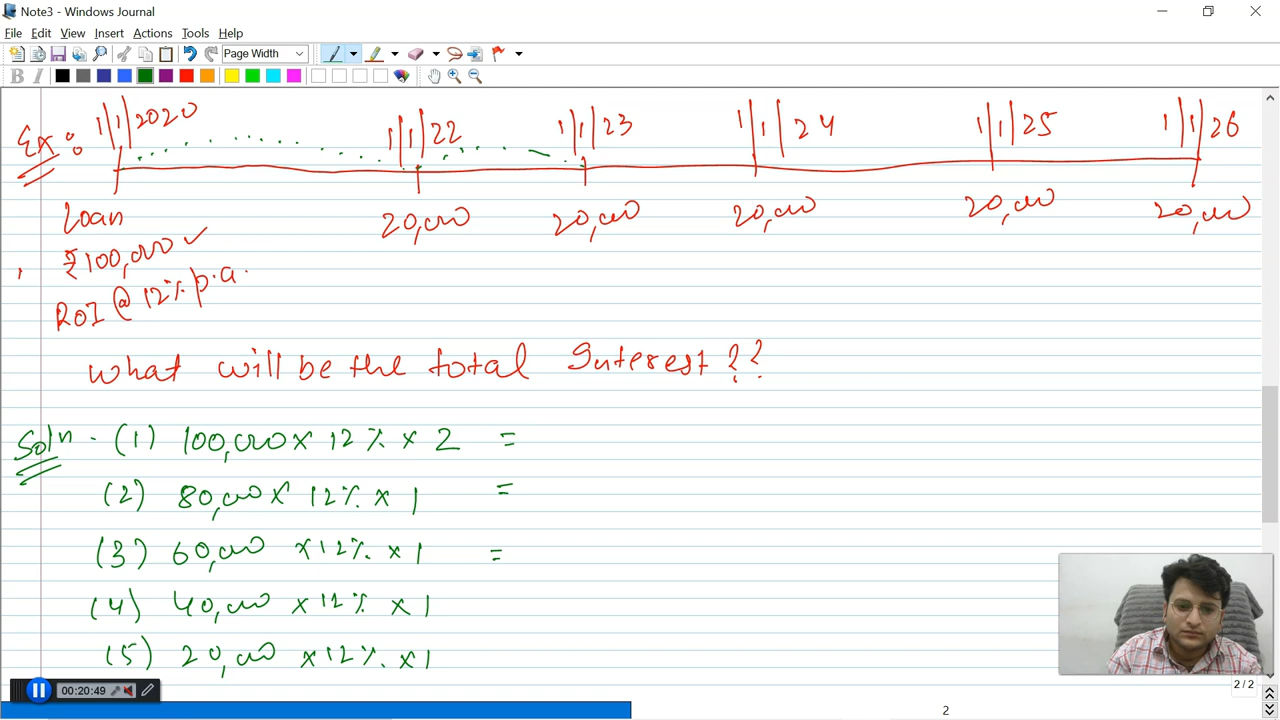 Note3 - Windows Journal
File Edit View Insert Actions Tools Help
Page Width
B I
Ex: 1/1/2020 1/1/22 1/1/23 1/1/24 1/1/25 1/1/26
Loan 20,000 20,000 20,000 20,000 20,000
₹100,000 ✓
RoI @ 12% p.a.
What will be the total Interest??
Soln. (1) 100,000 x 12% x 2 =
(2) 80,000 x 12% x 1 =
(3) 60,000 x 12% x 1 =
(4) 40,000 x 12% x 1
(5) 20,000 x 12% x 1
00:20:49
2/2
2